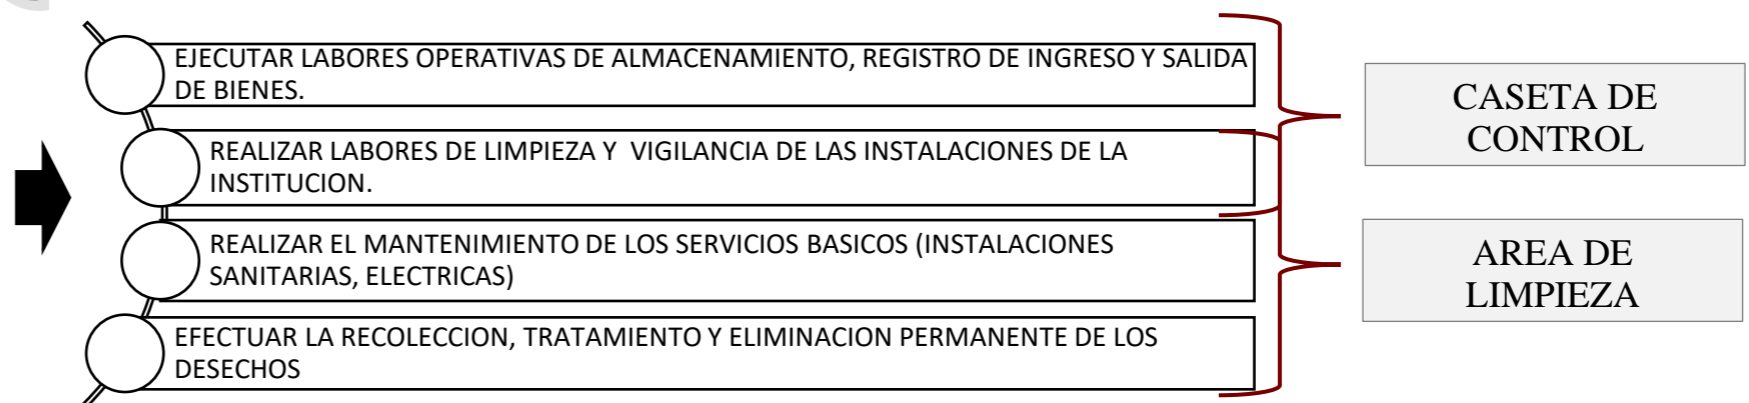 EJECUTAR LABORES OPERATIVAS DE ALMACENAMIENTO, REGISTRO DE INGRESO Y SALIDA
DE BIENES.
REALIZAR LABORES DE LIMPIEZA Y  VIGILANCIA DE LAS INSTALACIONES DE LA
INSTITUCION.
REALIZAR EL MANTENIMIENTO DE LOS SERVICIOS BASICOS (INSTALACIONES
SANITARIAS, ELECTRICAS)
EFECTUAR LA RECOLECCION, TRATAMIENTO Y ELIMINACION PERMANENTE DE LOS
DESECHOS
CASETA DE
CONTROL
AREA DE
LIMPIEZA